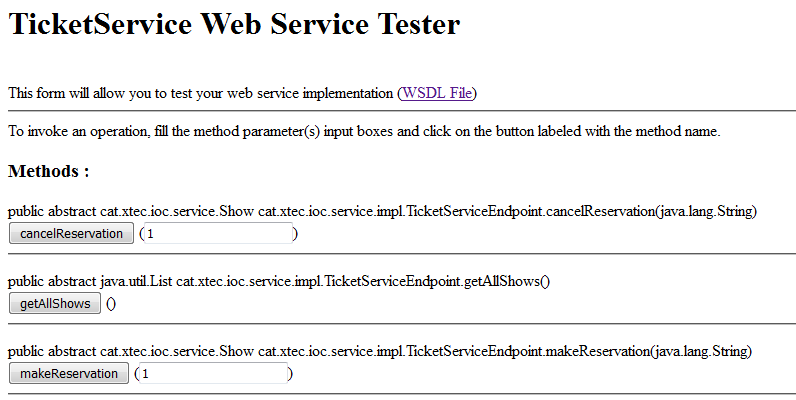 TicketService Web Service Tester
This form will allow you to test your web service implementation (WSDL File)
To invoke an operation, fill the method parameter(s) input boxes and click on the button labeled with the method name.
Methods :
public abstract cat.xtec.ioc.service.Show cat.xtec.ioc.service.impl.TicketServiceEndpoint.cancelReservation(java.lang.String)
cancelReservation (1)
public abstract java.util.List cat.xtec.ioc.service.impl.TicketServiceEndpoint.getAllShows()
getAllShows ()
public abstract cat.xtec.ioc.service.Show cat.xtec.ioc.service.impl.TicketServiceEndpoint.makeReservation(java.lang.String)
makeReservation (1)